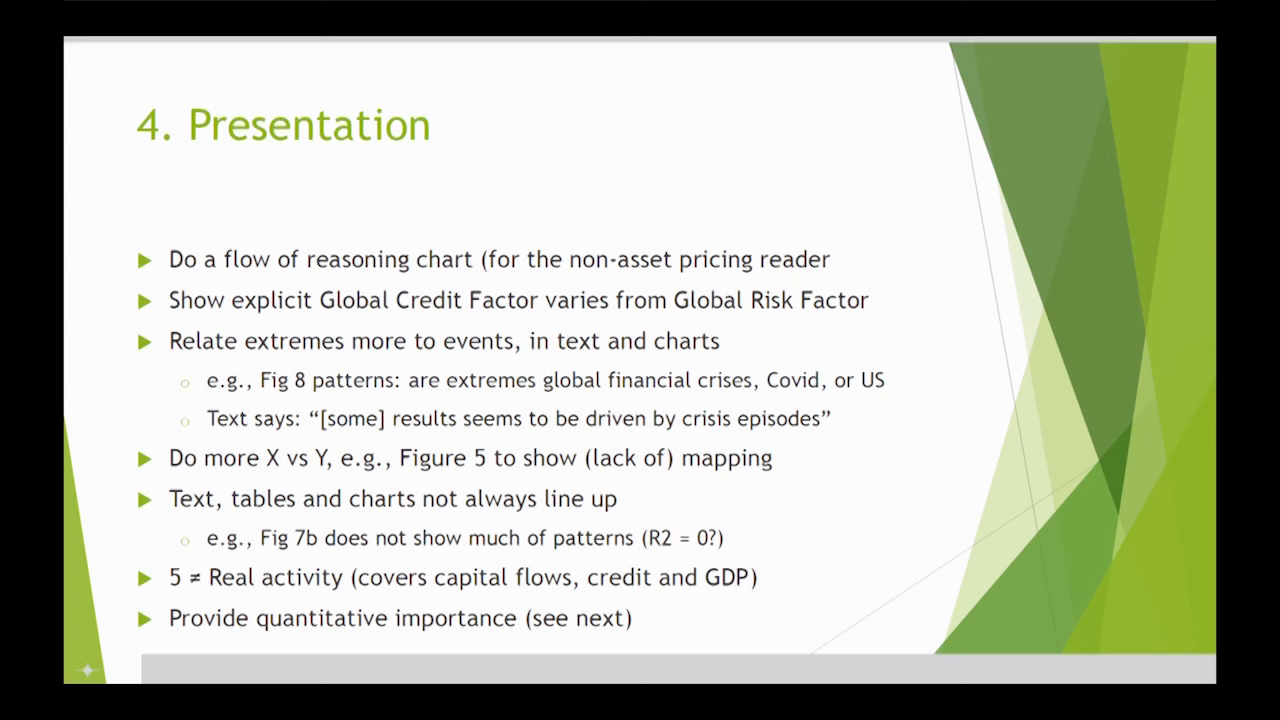 4. Presentation
Do a flow of reasoning chart (for the non-asset pricing reader
Show explicit Global Credit Factor varies from Global Risk Factor
Relate extremes more to events, in text and charts
e.g., Fig 8 patterns: are extremes global financial crises, Covid, or US
Text says: “[some] results seems to be driven by crisis episodes”
Do more X vs Y, e.g., Figure 5 to show (lack of) mapping
Text, tables and charts not always line up
e.g., Fig 7b does not show much of patterns (R2 = 0?)
5 ≠ Real activity (covers capital flows, credit and GDP)
Provide quantitative importance (see next)